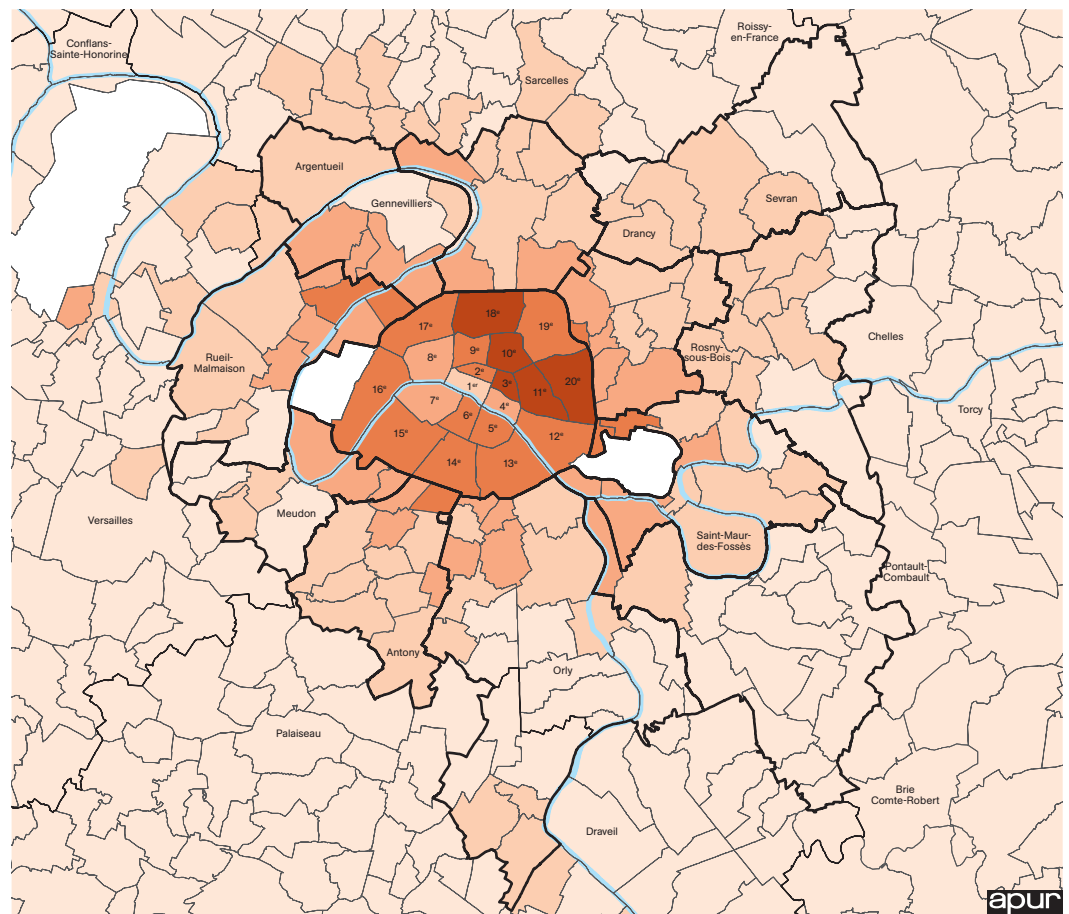 Roissy-
en-France
Conflans-
Sainte-Honorine
Sarcelles
Argentueil
Sevran
Gennevilliers
Drancy
18ᵉ
17ᵉ
19ᵉ
Chelles
9ᵉ
10ᵉ
8ᵉ
Rosny-
sous-Bois
Rueil-
Malmaison
2ᵉ
20ᵉ
3ᵉ
1ᵉʳ
16ᵉ
11ᵉ
7ᵉ
4ᵉ
Torcy
6ᵉ
5ᵉ
15ᵉ
12ᵉ
14ᵉ
13ᵉ
Versailles
Meudon
Saint-Maur-
des-Fossès
Pontault-
Combault
Antony
Orly
Palaiseau
Brie
Comte-Robert
Draveil
apur